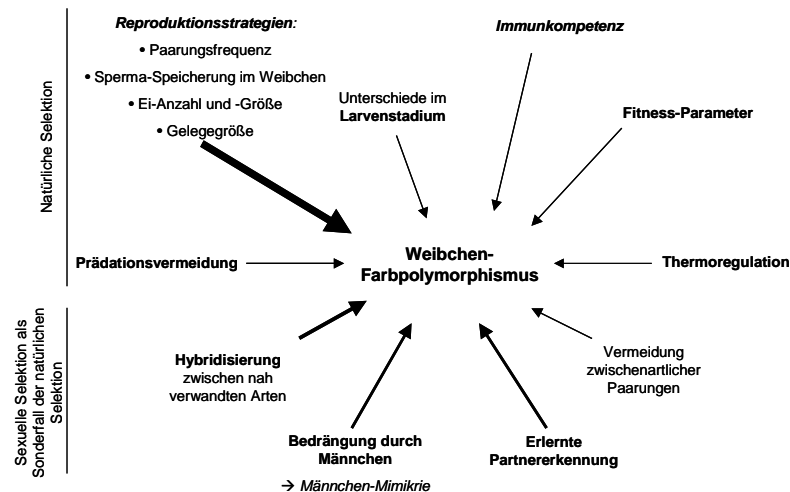 Reproduktionsstrategien:
• Paarungsfrequenz
• Sperma-Speicherung im Weibchen
• Ei-Anzahl und -Größe
• Gelegegröße
Immunkompetenz
Unterschiede im
Larvenstadium
Fitness-Parameter
Natürliche Selektion
Prädationsvermeidung
Weibchen-
Farbpolymorphismus
Thermoregulation
Sexuelle Selektion als
Sonderfall der natürlichen
Selektion
Hybridisierung
zwischen nah
verwandten Arten
Vermeidung
zwischenartlicher
Paarungen
Bedrängung durch
Männchen
→ Männchen-Mimikrie
Erlernte
Partnererkennung